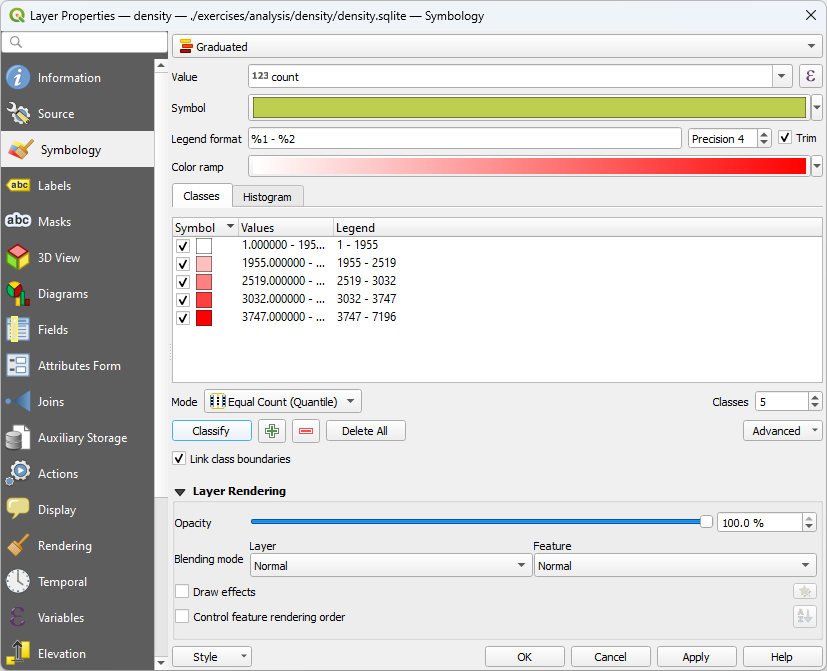 Layer Properties — density — ./exercises/analysis/density/density.sqlite — Symbology
Information
Source
Symbology
abc Labels
abc Masks
3D View
Diagrams
Fields
Attributes Form
Joins
Auxiliary Storage
Actions
Display
Rendering
Temporal
Variables
Elevation
Graduated
Value 123 count ε
Symbol
Legend format %1 - %2 Precision 4 Trim
Color ramp
Classes Histogram
Symbol Values Legend
1.000000 - 195... 1 - 1955
1955.000000 - ... 1955 - 2519
2519.000000 - ... 2519 - 3032
3032.000000 - ... 3032 - 3747
3747.000000 - ... 3747 - 7196
Mode Equal Count (Quantile) Classes 5
Classify Delete All Advanced
Link class boundaries
Layer Rendering
Opacity 100.0 %
Layer Feature
Blending mode Normal Normal
Draw effects
Control feature rendering order
Style OK Cancel Apply Help